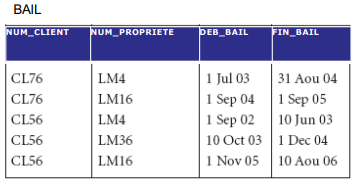 BAIL
NUM_CLIENT NUM_PROPRIETE DEB_BAIL FIN_BAIL
CL76 LM4 1 Jul 03 31 Aou 04
CL76 LM16 1 Sep 04 1 Sep 05
CL56 LM4 1 Sep 02 10 Jun 03
CL56 LM36 10 Oct 03 1 Dec 04
CL56 LM16 1 Nov 05 10 Aou 06